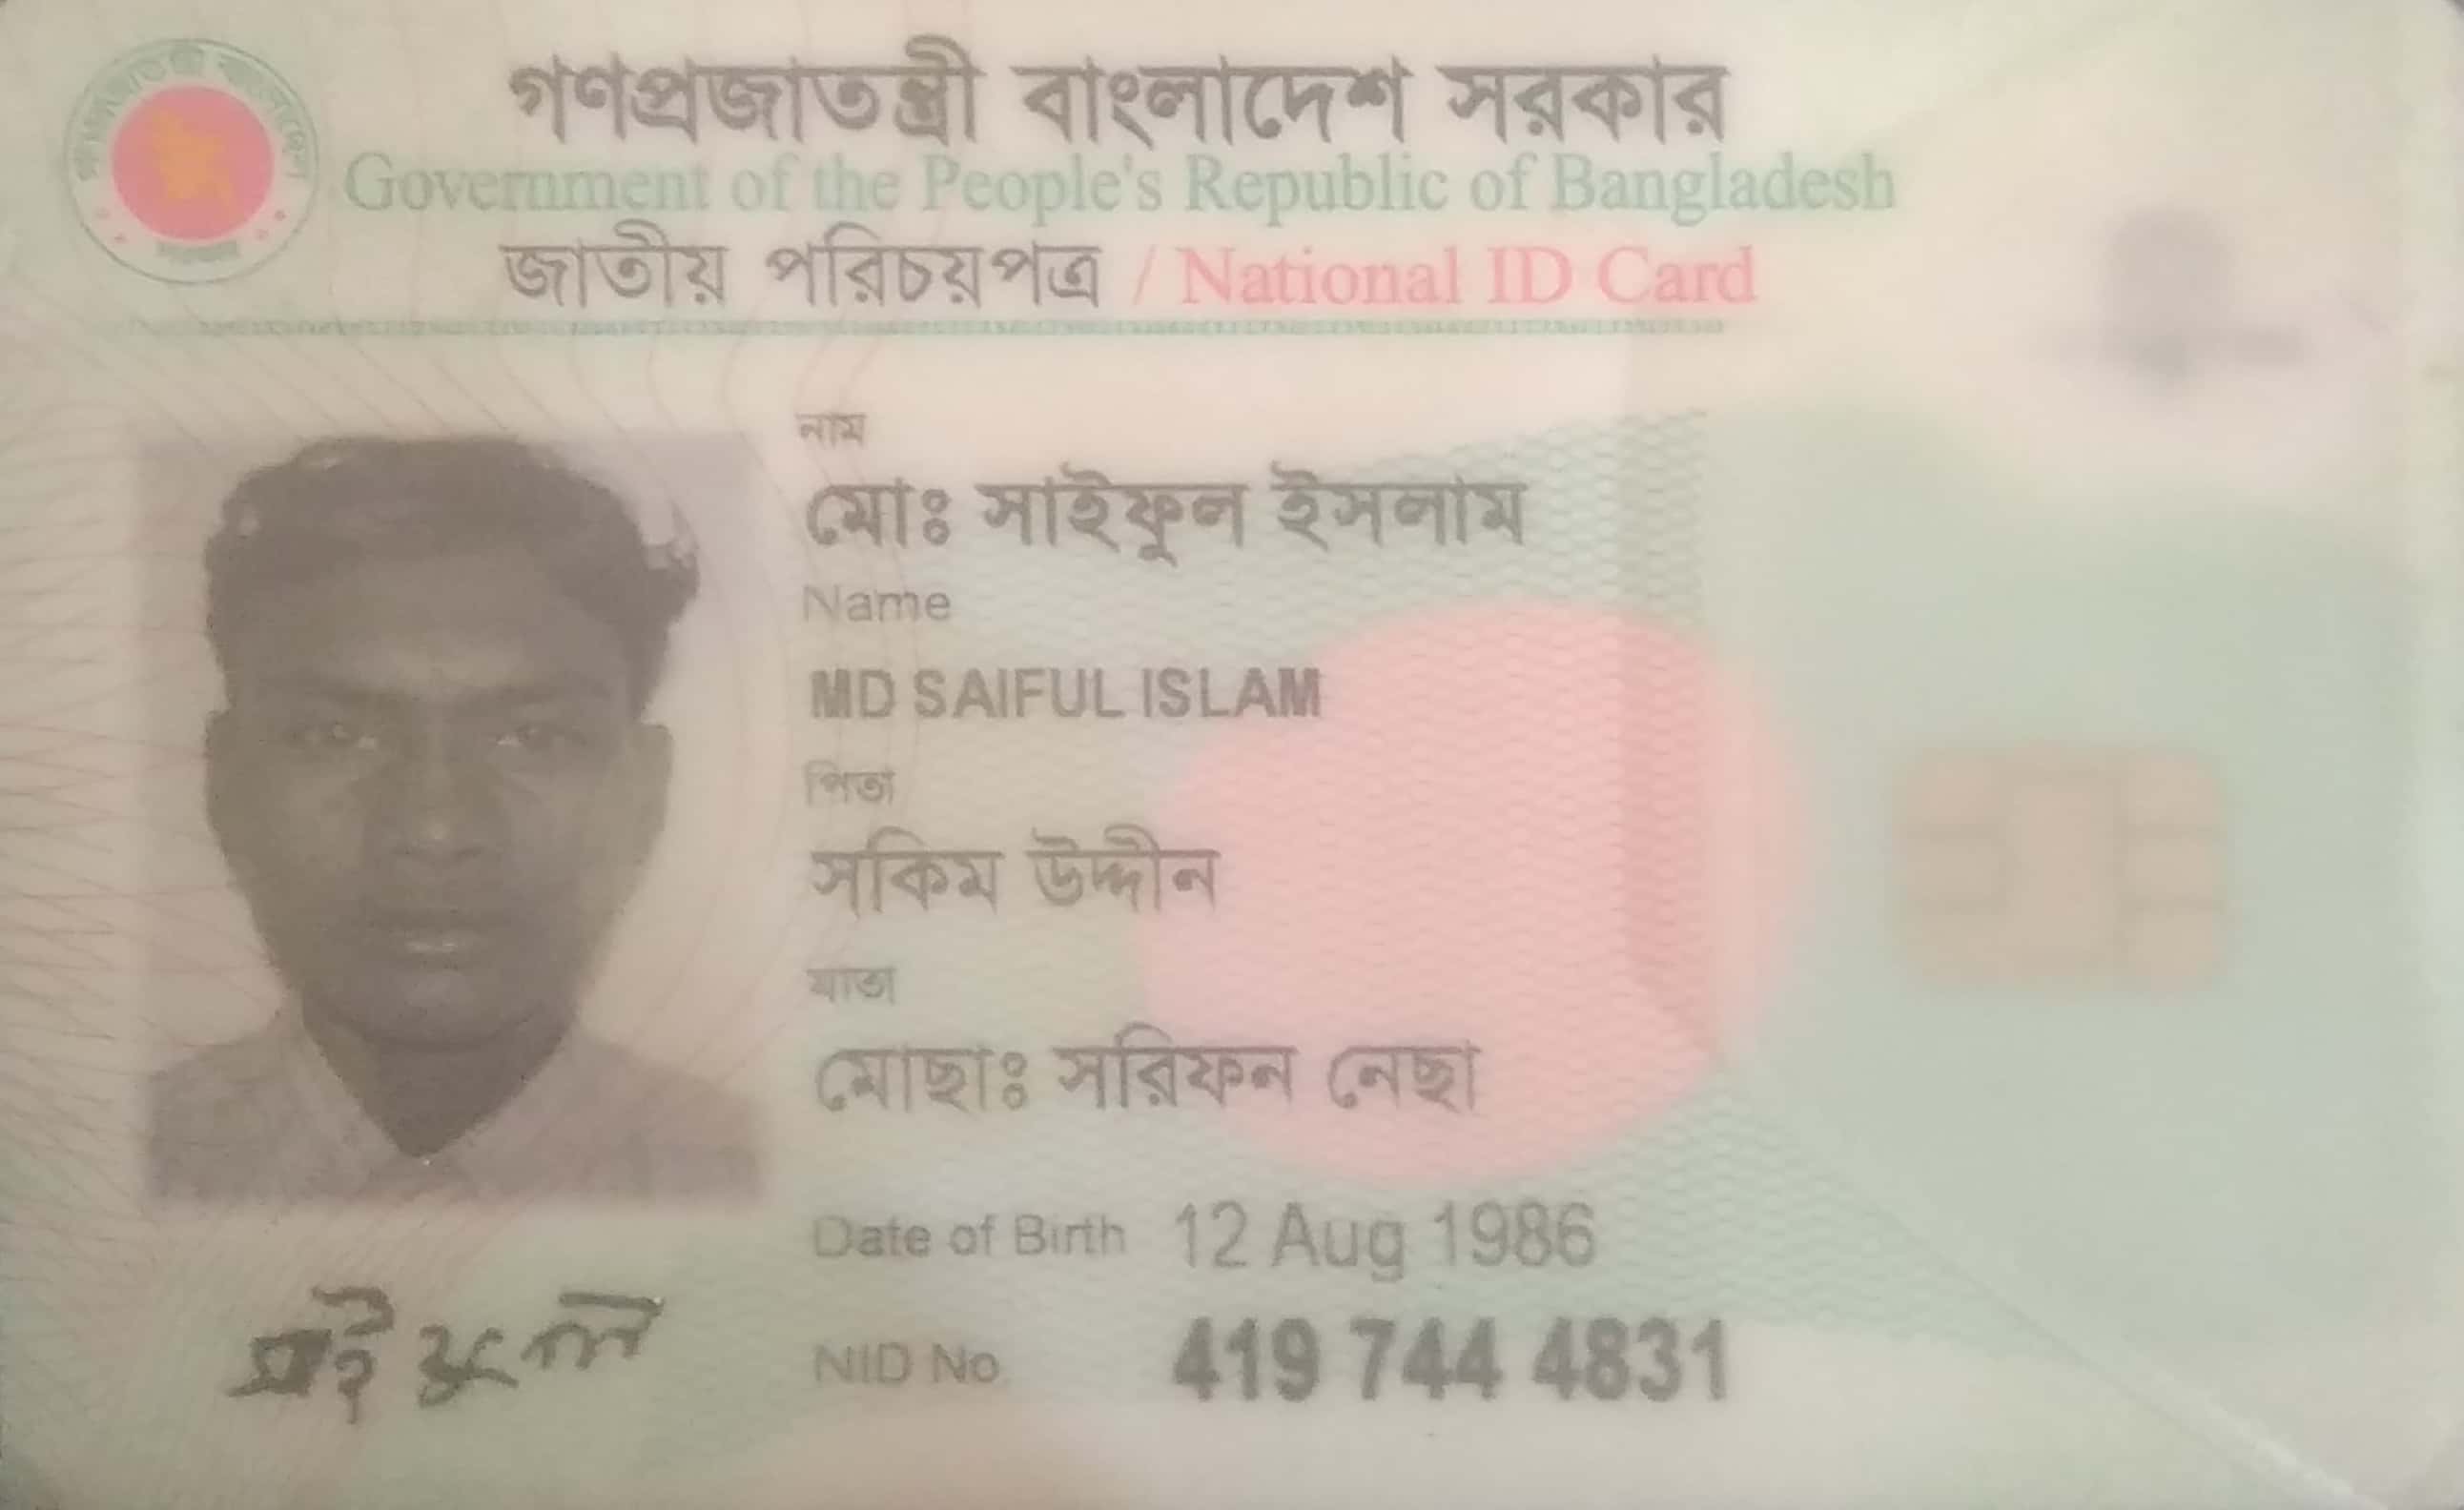 গণপ্রজাতন্ত্রী বাংলাদেশ সরকার
Government of the People's Republic of Bangladesh
জাতীয় পরিচয়পত্র / National ID Card
নাম
মোঃ সাইফুল ইসলাম
Name
MD SAIFUL ISLAM
পিতা
সকিম উদ্দীন
মাতা
মোছাঃ সরিফন নেছা
Date of Birth 12 Aug 1986
সাইফুল
NID No. 419 744 4831